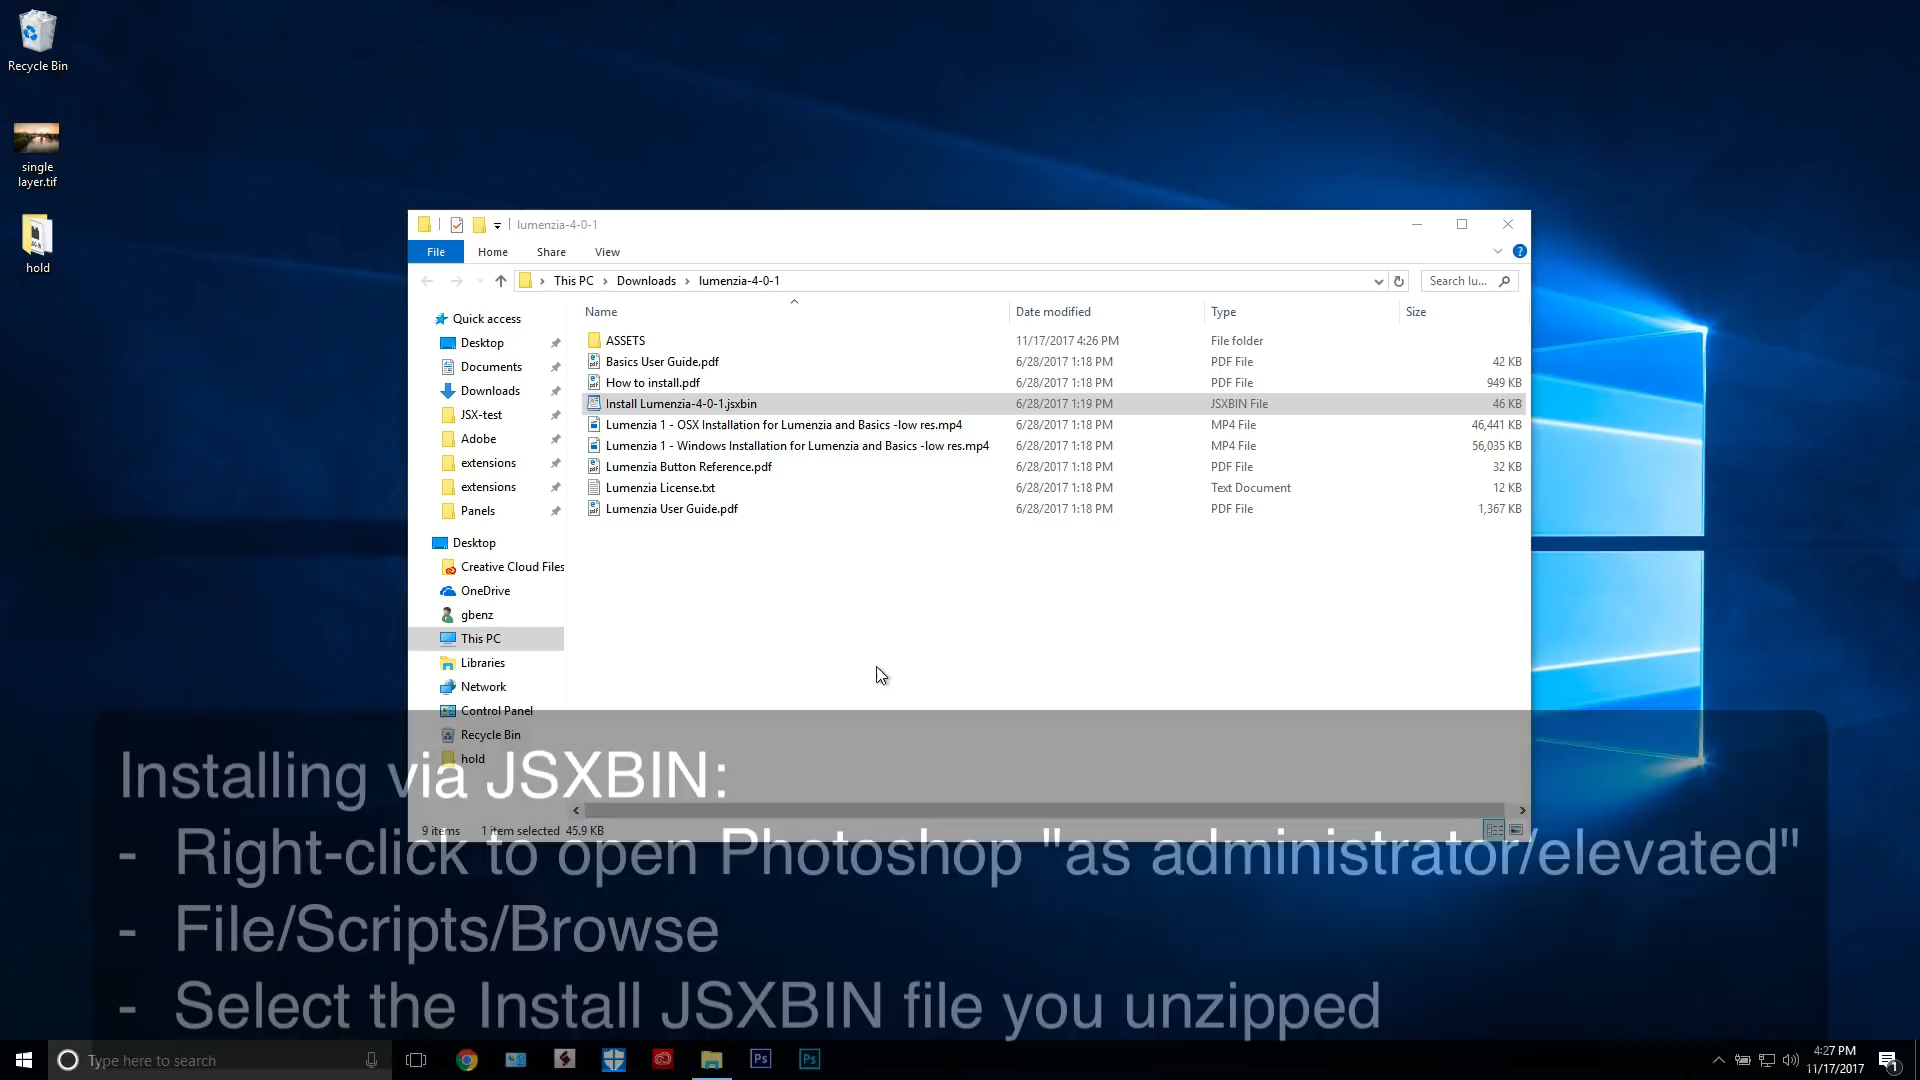 Recycle Bin
single
layer.tif
hold
lumenzia-4-0-1
File Home Share View
This PC Downloads lumenzia-4-0-1 Search lu...
Name Date modified Type Size
Quick access
Desktop
Documents
Downloads
JSX-test
Adobe
extensions
extensions
Panels
Desktop
Creative Cloud Files
OneDrive
gbenz
This PC
Libraries
Network
Control Panel
Recycle Bin
hold
ASSETS 11/17/2017 4:26 PM File folder
Basics User Guide.pdf 6/28/2017 1:18 PM PDF File 42 KB
How to install.pdf 6/28/2017 1:18 PM PDF File 949 KB
Install Lumenzia-4-0-1.jsxbin 6/28/2017 1:19 PM JSXBIN File 46 KB
Lumenzia 1 - OSX Installation for Lumenzia and Basics -low res.mp4 6/28/2017 1:18 PM MP4 File 46,441 KB
Lumenzia 1 - Windows Installation for Lumenzia and Basics -low res.mp4 6/28/2017 1:18 PM MP4 File 56,035 KB
Lumenzia Button Reference.pdf 6/28/2017 1:18 PM PDF File 32 KB
Lumenzia License.txt 6/28/2017 1:18 PM Text Document 12 KB
Lumenzia User Guide.pdf 6/28/2017 1:18 PM PDF File 1,367 KB
9 items 1 item selected 45.9 KB
Installing via JSXBIN:
- Right-click to open Photoshop "as administrator/elevated"
- File/Scripts/Browse
- Select the Install JSXBIN file you unzipped
Type here to search
Ps
Ps
4:27 PM
11/17/2017
1